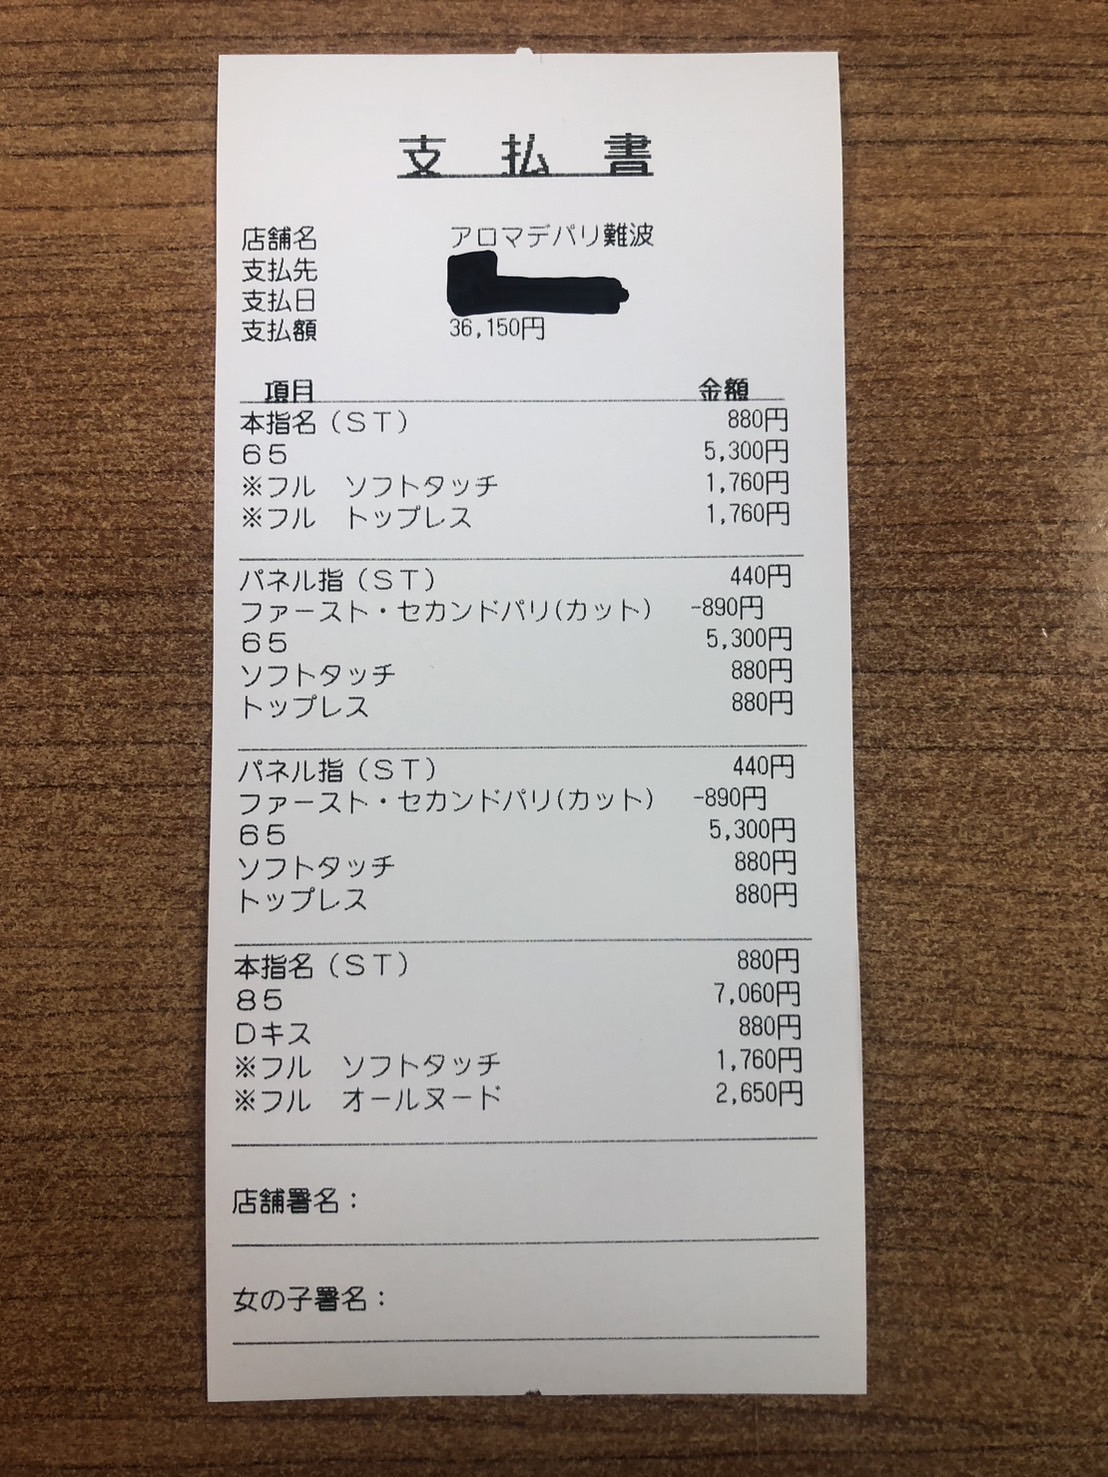 支払書
店舗名　アロマデパリ難波
支払先
支払日
支払額　36,150円
項目　金額
本指名（ＳＴ）　880円
６５　5,300円
※フル　ソフトタッチ　1,760円
※フル　トップレス　1,760円
パネル指（ＳＴ）　440円
ファースト・セカンドパリ(カット)　-890円
６５　5,300円
ソフトタッチ　880円
トップレス　880円
パネル指（ＳＴ）　440円
ファースト・セカンドパリ(カット)　-890円
６５　5,300円
ソフトタッチ　880円
トップレス　880円
本指名（ＳＴ）　880円
８５　7,060円
Ｄキス　880円
※フル　ソフトタッチ　1,760円
※フル　オールヌード　2,650円
店舗署名：
女の子署名：